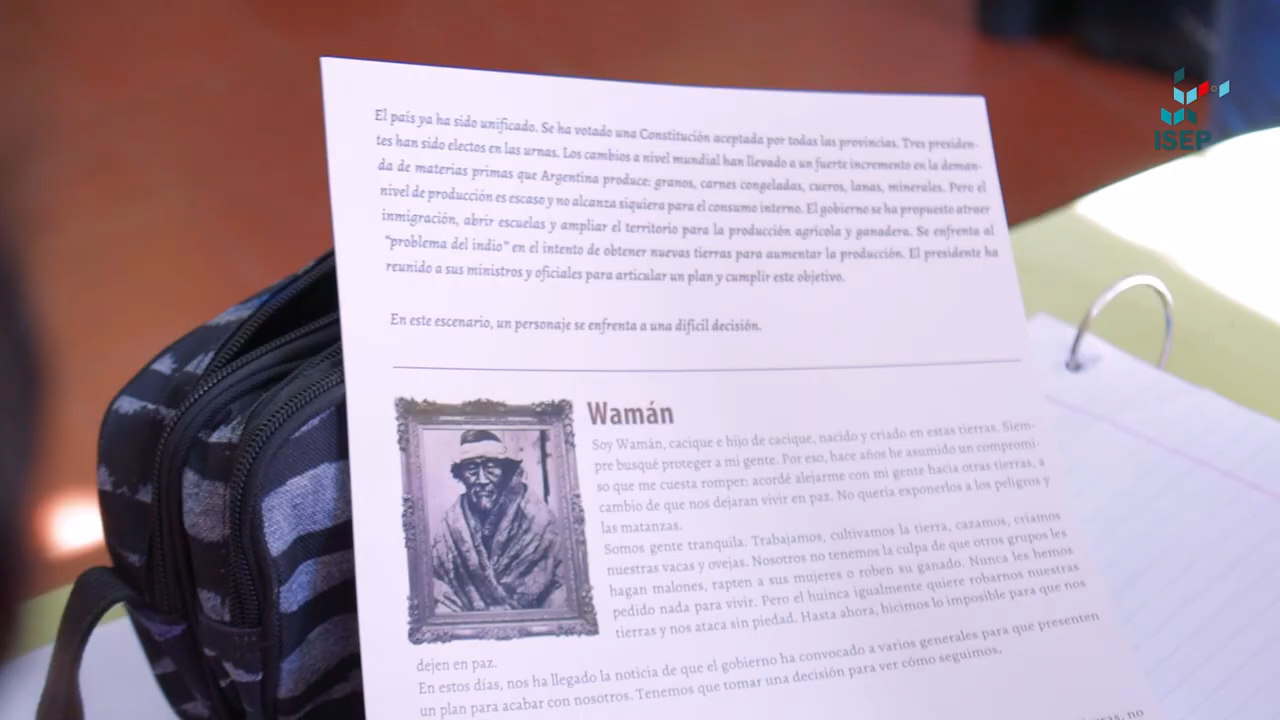 ISEP
El país ya ha sido unificado. Se ha votado una Constitución aceptada por todas las provincias. Tres presiden-
tes han sido electos en las urnas. Los cambios a nivel mundial han llevado a un fuerte incremento en la deman-
da de materias primas que Argentina produce: granos, carnes congeladas, cueros, lanas, minerales. Pero el
nivel de producción es escaso y no alcanza siquiera para el consumo interno. El gobierno se ha propuesto atraer
inmigración, abrir escuelas y ampliar el territorio para la producción agrícola y ganadera. Se enfrenta al
"problema del indio" en el intento de obtener nuevas tierras para aumentar la producción. El presidente ha
reunido a sus ministros y oficiales para articular un plan y cumplir este objetivo.
En este escenario, un personaje se enfrenta a una difícil decisión.
Wamán
Soy Wamán, cacique e hijo de cacique, nacido y criado en estas tierras. Siem-
pre busqué proteger a mi gente. Por eso, hace años he asumido un compromi-
so que me cuesta romper: acordé alejarme con mi gente hacia otras tierras, a
cambio de que nos dejaran vivir en paz. No quería exponerlos a los peligros y
las matanzas.
Somos gente tranquila. Trabajamos, cultivamos la tierra, cazamos, criamos
nuestras vacas y ovejas. Nosotros no tenemos la culpa de que otros grupos les
hagan malones, rapten a sus mujeres o roben su ganado. Nunca les hemos
pedido nada para vivir. Pero el huinca igualmente quiere robarnos nuestras
tierras y nos ataca sin piedad. Hasta ahora, hicimos lo imposible para que nos
dejen en paz.
En estos días, nos ha llegado la noticia de que el gobierno ha convocado a varios generales para que presenten
un plan para acabar con nosotros. Tenemos que tomar una decisión para ver cómo seguimos.
no